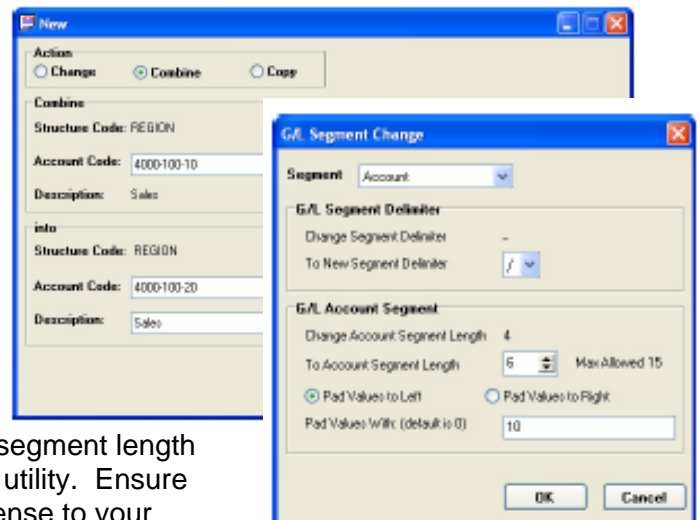 New
Action
Change Combine Copy
Combine
Structure Code: REGION
Account Code: 4000-100-10
Description: Sales
into
Structure Code: REGION
Account Code: 4000-100-20
Description: Sales
G/L Segment Change
Segment Account
G/L Segment Delimiter
Change Segment Delimiter -
To New Segment Delimiter /
G/L Account Segment
Change Account Segment Length 4
To Account Segment Length 6 Max Allowed 15
Pad Values to Left Pad Values to Right
Pad Values With: (default is 0) 10
OK Cancel
segment length
utility. Ensure
ense to your